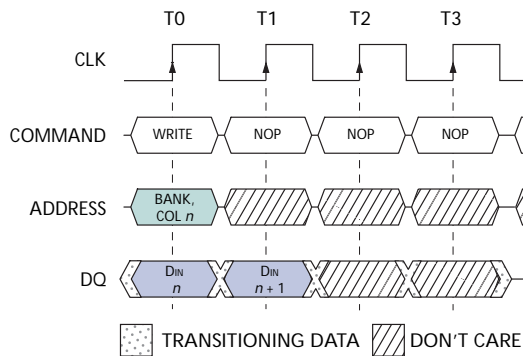 T0 T1 T2 T3
CLK
COMMAND WRITE NOP NOP NOP
BANK,
ADDRESS COL n
DIN DIN
DQ n n + 1
TRANSITIONING DATA DON'T CARE